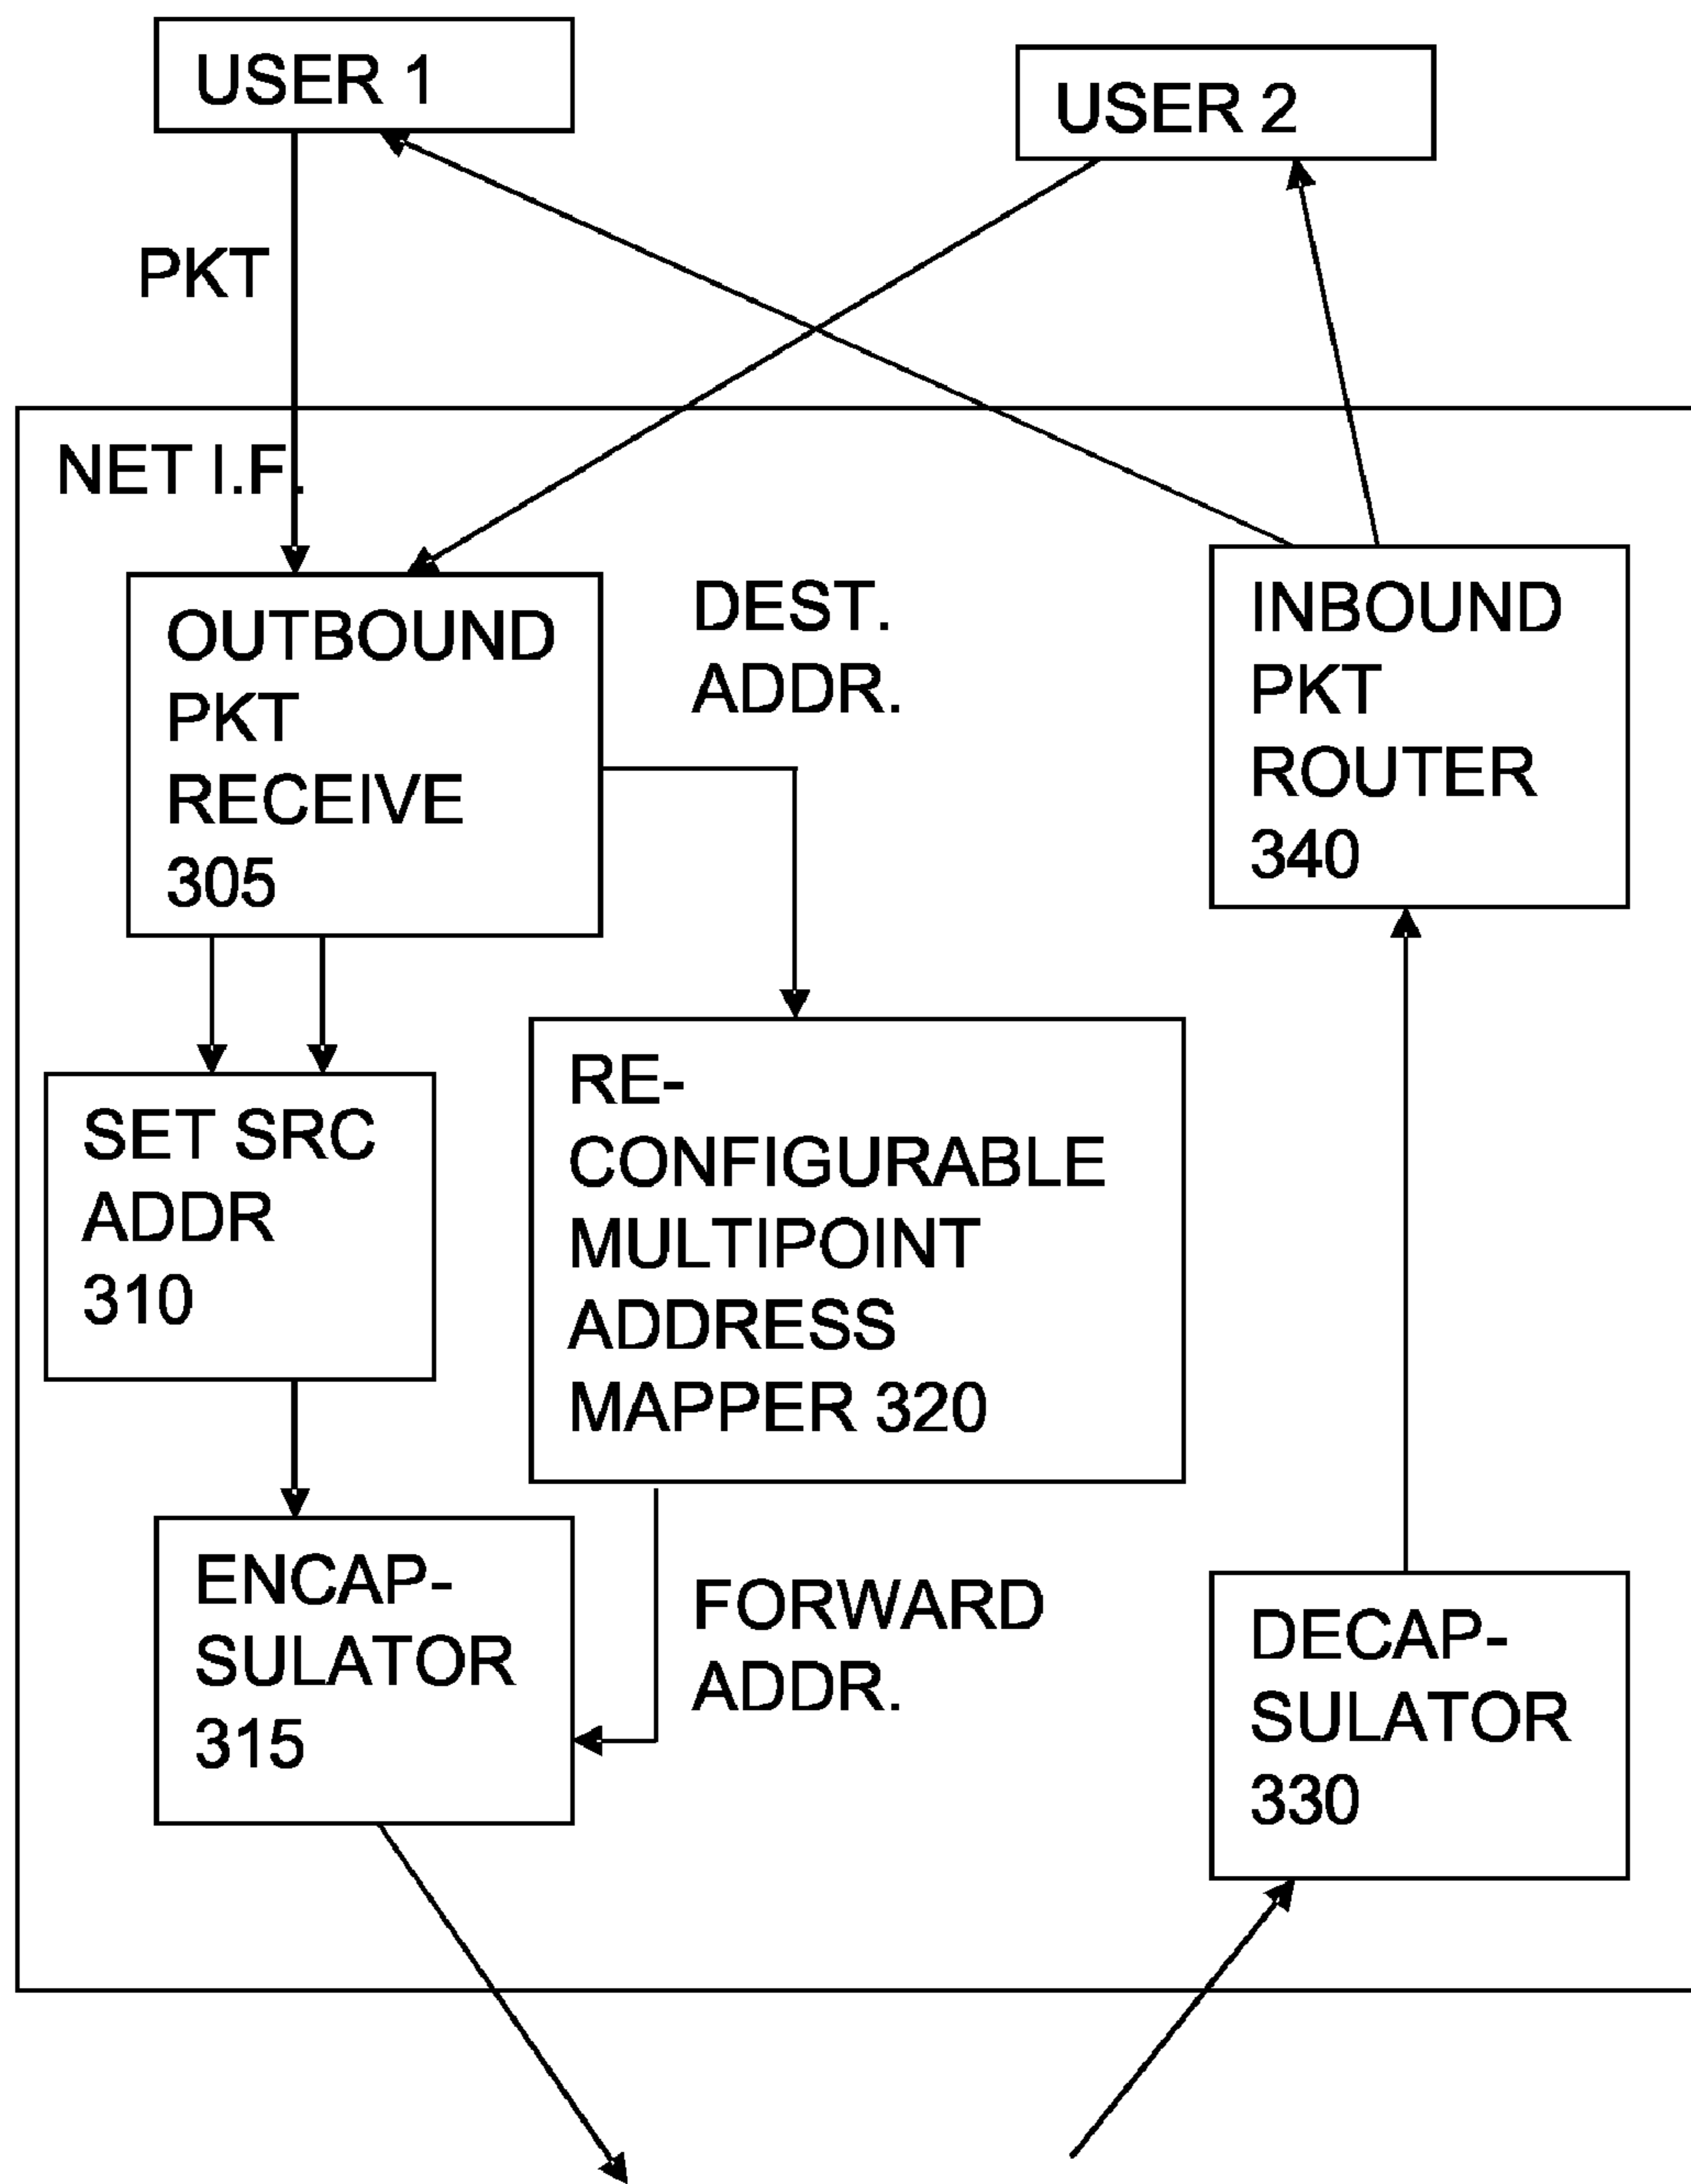 USER 1
USER 2
PKT
NET I.F.
OUTBOUND
PKT
RECEIVE
305
DEST.
ADDR.
INBOUND
PKT
ROUTER
340
SET SRC
ADDR
310
RE-
CONFIGURABLE
MULTIPOINT
ADDRESS
MAPPER 320
ENCAP-
SULATOR
315
FORWARD
ADDR.
DECAP-
SULATOR
330